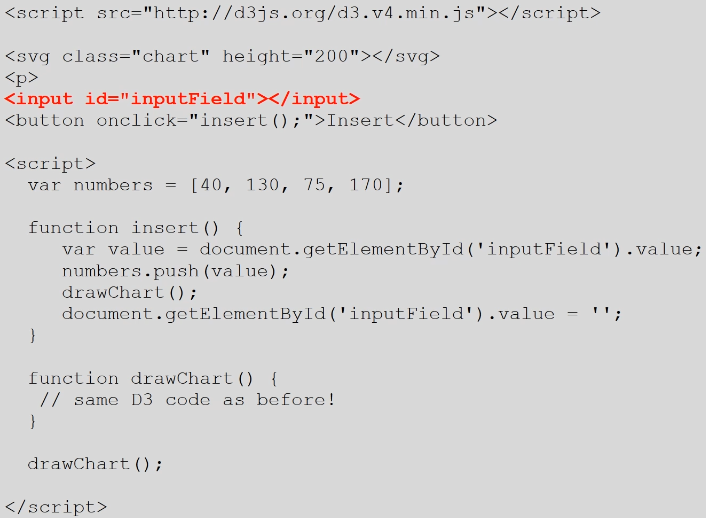 <script src="http://d3js.org/d3.v4.min.js"></script>
<svg class="chart" height="200"></svg>
<p>
<input id="inputField"></input>
<button onclick="insert();">Insert</button>
<script>
var numbers = [40, 130, 75, 170];
function insert() {
var value = document.getElementById('inputField').value;
numbers.push(value);
drawChart();
document.getElementById('inputField').value = '';
}
function drawChart() {
// same D3 code as before!
}
drawChart();
</script>